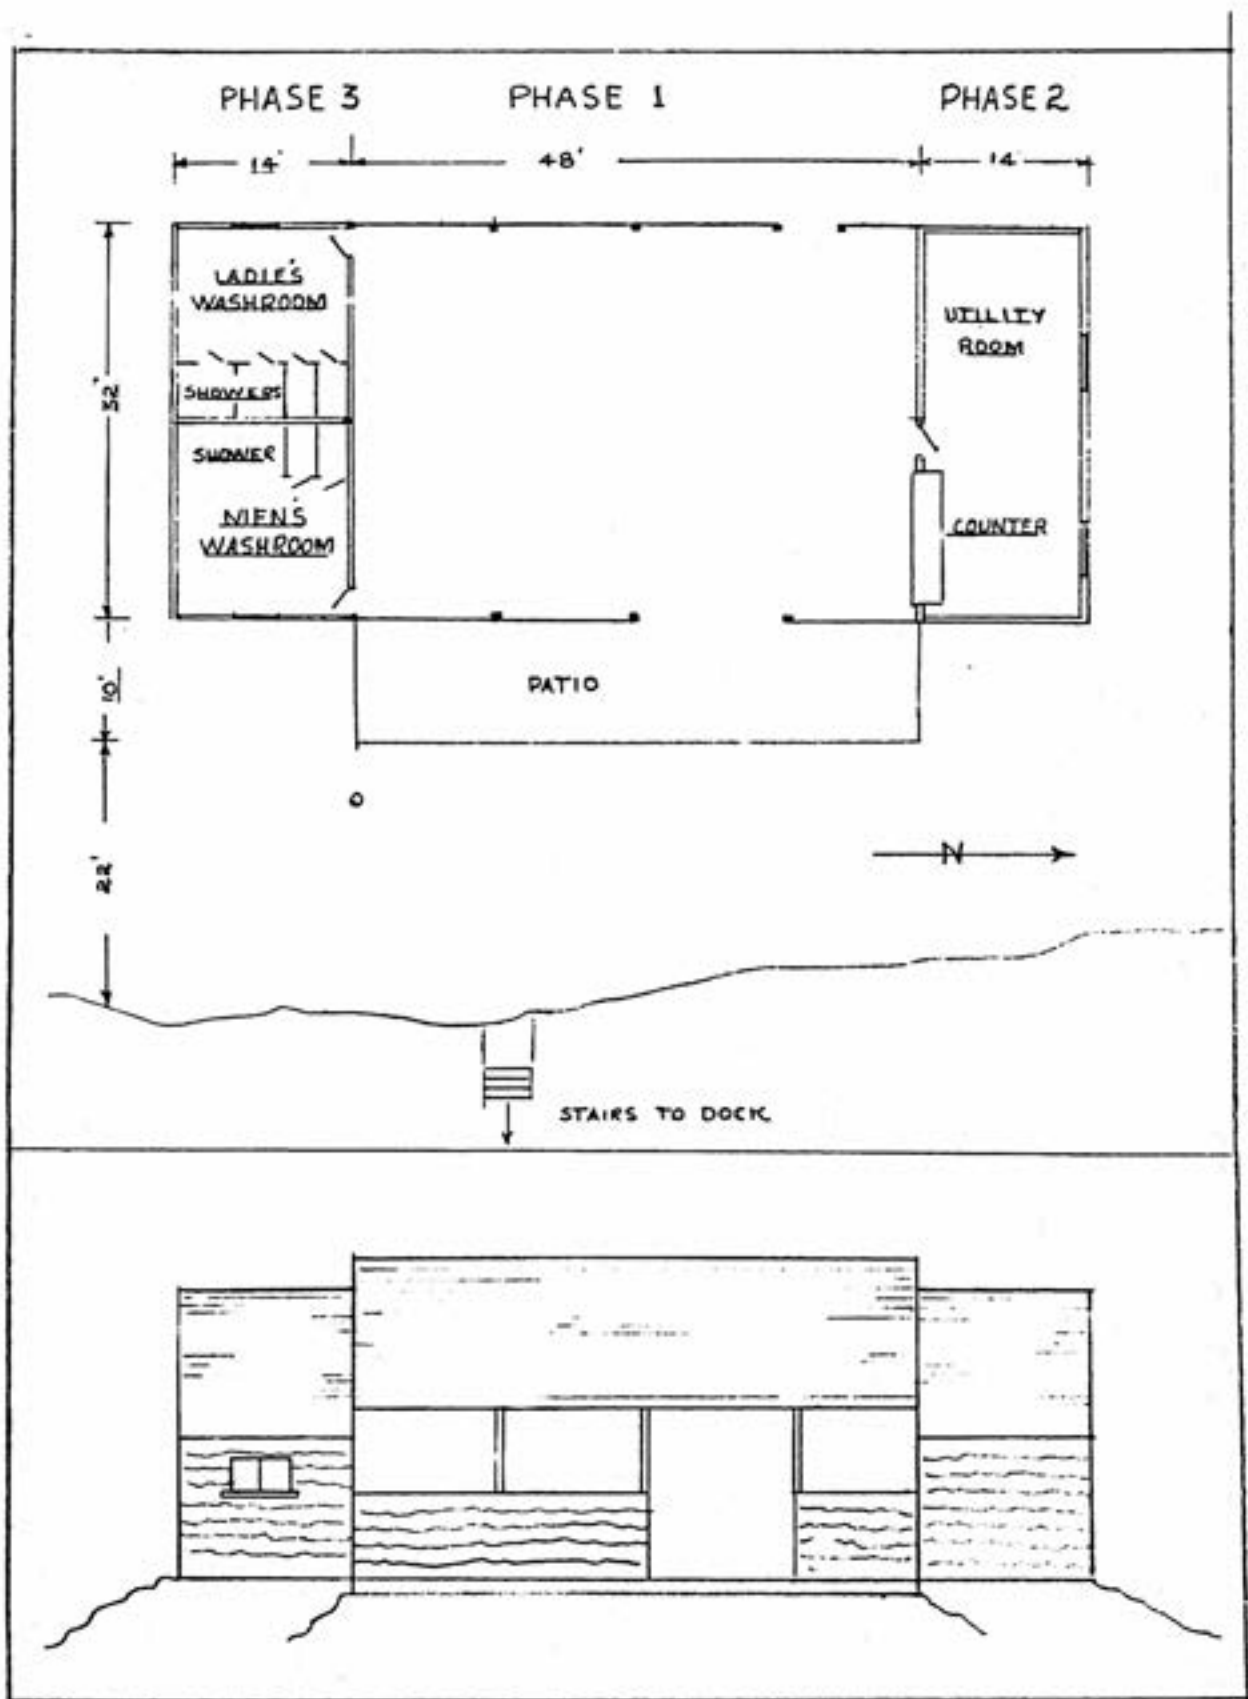 PHASE 3 PHASE 1 PHASE 2
14' 48' 14
LADIE'S
WASHROOM
UTILITY
ROOM
32'
SHOWERS
SHOWER
MEN'S
WASHROOM
COUNTER
10'
PATIO
O
22'
N
STAIRS TO DOCK